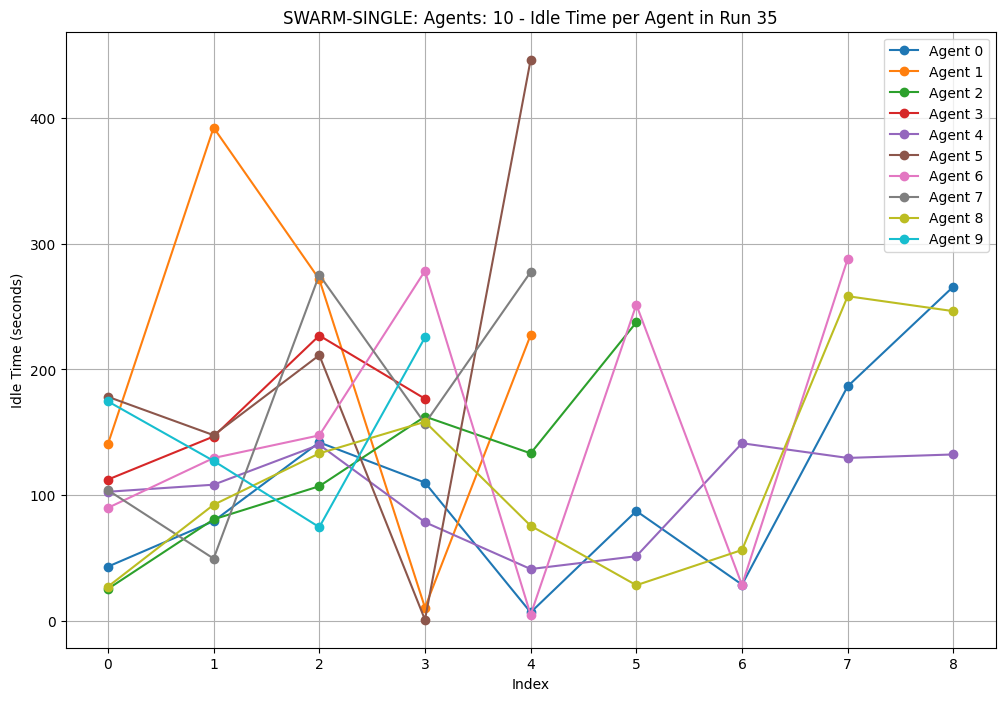 SWARM-SINGLE: Agents: 10 - Idle Time per Agent in Run 35
Agent 0
Agent 1
Agent 2
Agent 3
Agent 4
Agent 5
Agent 6
Agent 7
Agent 8
Agent 9
Idle Time (seconds)
400
300
200
100
0
0 1 2 3 4 5 6 7 8
Index